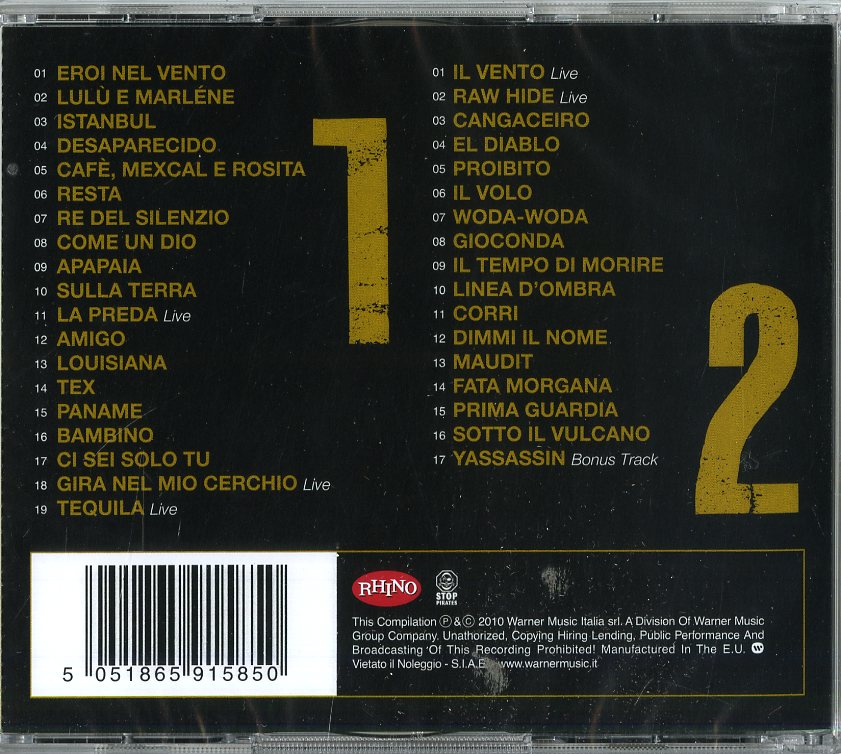 01 EROI NEL VENTO
02 LULÙ E MARLÉNE
03 ISTANBUL
04 DESAPARECIDO
05 CAFÈ, MEXCAL E ROSITA
06 RESTA
07 RE DEL SILENZIO
08 COME UN DIO
09 APAPAIA
10 SULLA TERRA
11 LA PREDA Live
12 AMIGO
13 LOUISIANA
14 TEX
15 PANAME
16 BAMBINO
17 CI SEI SOLO TU
18 GIRA NEL MIO CERCHIO Live
19 TEQUILA Live
1
01 IL VENTO Live
02 RAW HIDE Live
03 CANGACEIRO
04 EL DIABLO
05 PROIBITO
06 IL VOLO
07 WODA-WODA
08 GIOCONDA
09 IL TEMPO DI MORIRE
10 LINEA D'OMBRA
11 CORRI
12 DIMMI IL NOME
13 MAUDIT
14 FATA MORGANA
15 PRIMA GUARDIA
16 SOTTO IL VULCANO
17 YASSASSIN Bonus Track
2
5 051865 915850
RHINO
STOP
PIRATES
This Compilation Ⓟ & © 2010 Warner Music Italia srl. A Division Of Warner Music
Group Company. Unathorized, Copying Hiring Lending, Public Performance And
Broadcasting Of This Recording Prohibited! Manufactured In The E.U.
Vietato il Noleggio - S.I.A.E. www.warnermusic.it